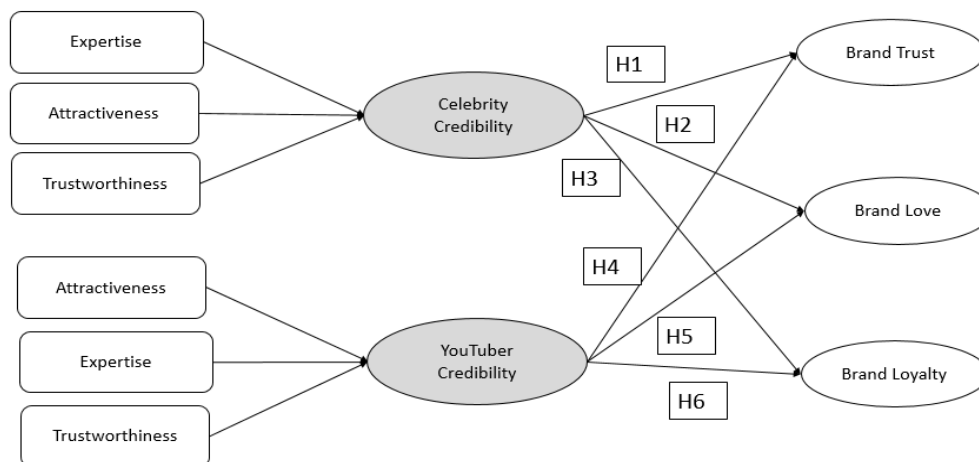 Expertise
Attractiveness
Trustworthiness
Celebrity
Credibility
H1
H2
H3
Brand Trust
Brand Love
Attractiveness
Expertise
Trustworthiness
YouTuber
Credibility
H4
H5
H6
Brand Loyalty